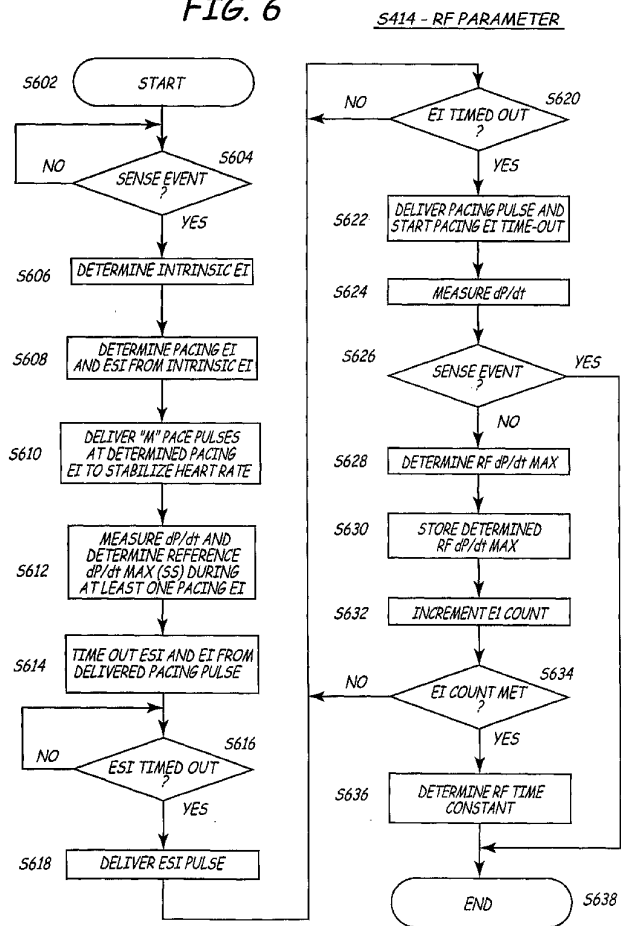 FIG. 6
S414 - RF PARAMETER
S602
START
NO
S604
SENSE EVENT
?
YES
S606
DETERMINE INTRINSIC EI
S608
DETERMINE PACING EI
AND ESI FROM INTRINSIC EI
S610
DELIVER "M" PACE PULSES
AT DETERMINED PACING
EI TO STABILIZE HEART RATE
S612
MEASURE dP/dt AND
DETERMINE REFERENCE
dP/dt MAX (SS) DURING
AT LEAST ONE PACING EI
S614
TIME OUT ESI AND EI FROM
DELIVERED PACING PULSE
NO
S616
ESI TIMED OUT
?
YES
S618
DELIVER ESI PULSE
NO
S620
EI TIMED OUT
?
YES
S622
DELIVER PACING PULSE AND
START PACING EI TIME-OUT
S624
MEASURE dP/dt
S626
YES
SENSE EVENT
?
NO
S628
DETERMINE RF dP/dt MAX
S630
STORE DETERMINED
RF dP/dt MAX
S632
INCREMENT EI COUNT
S634
NO
EI COUNT MET
?
YES
S636
DETERMINE RF TIME
CONSTANT
END
S638